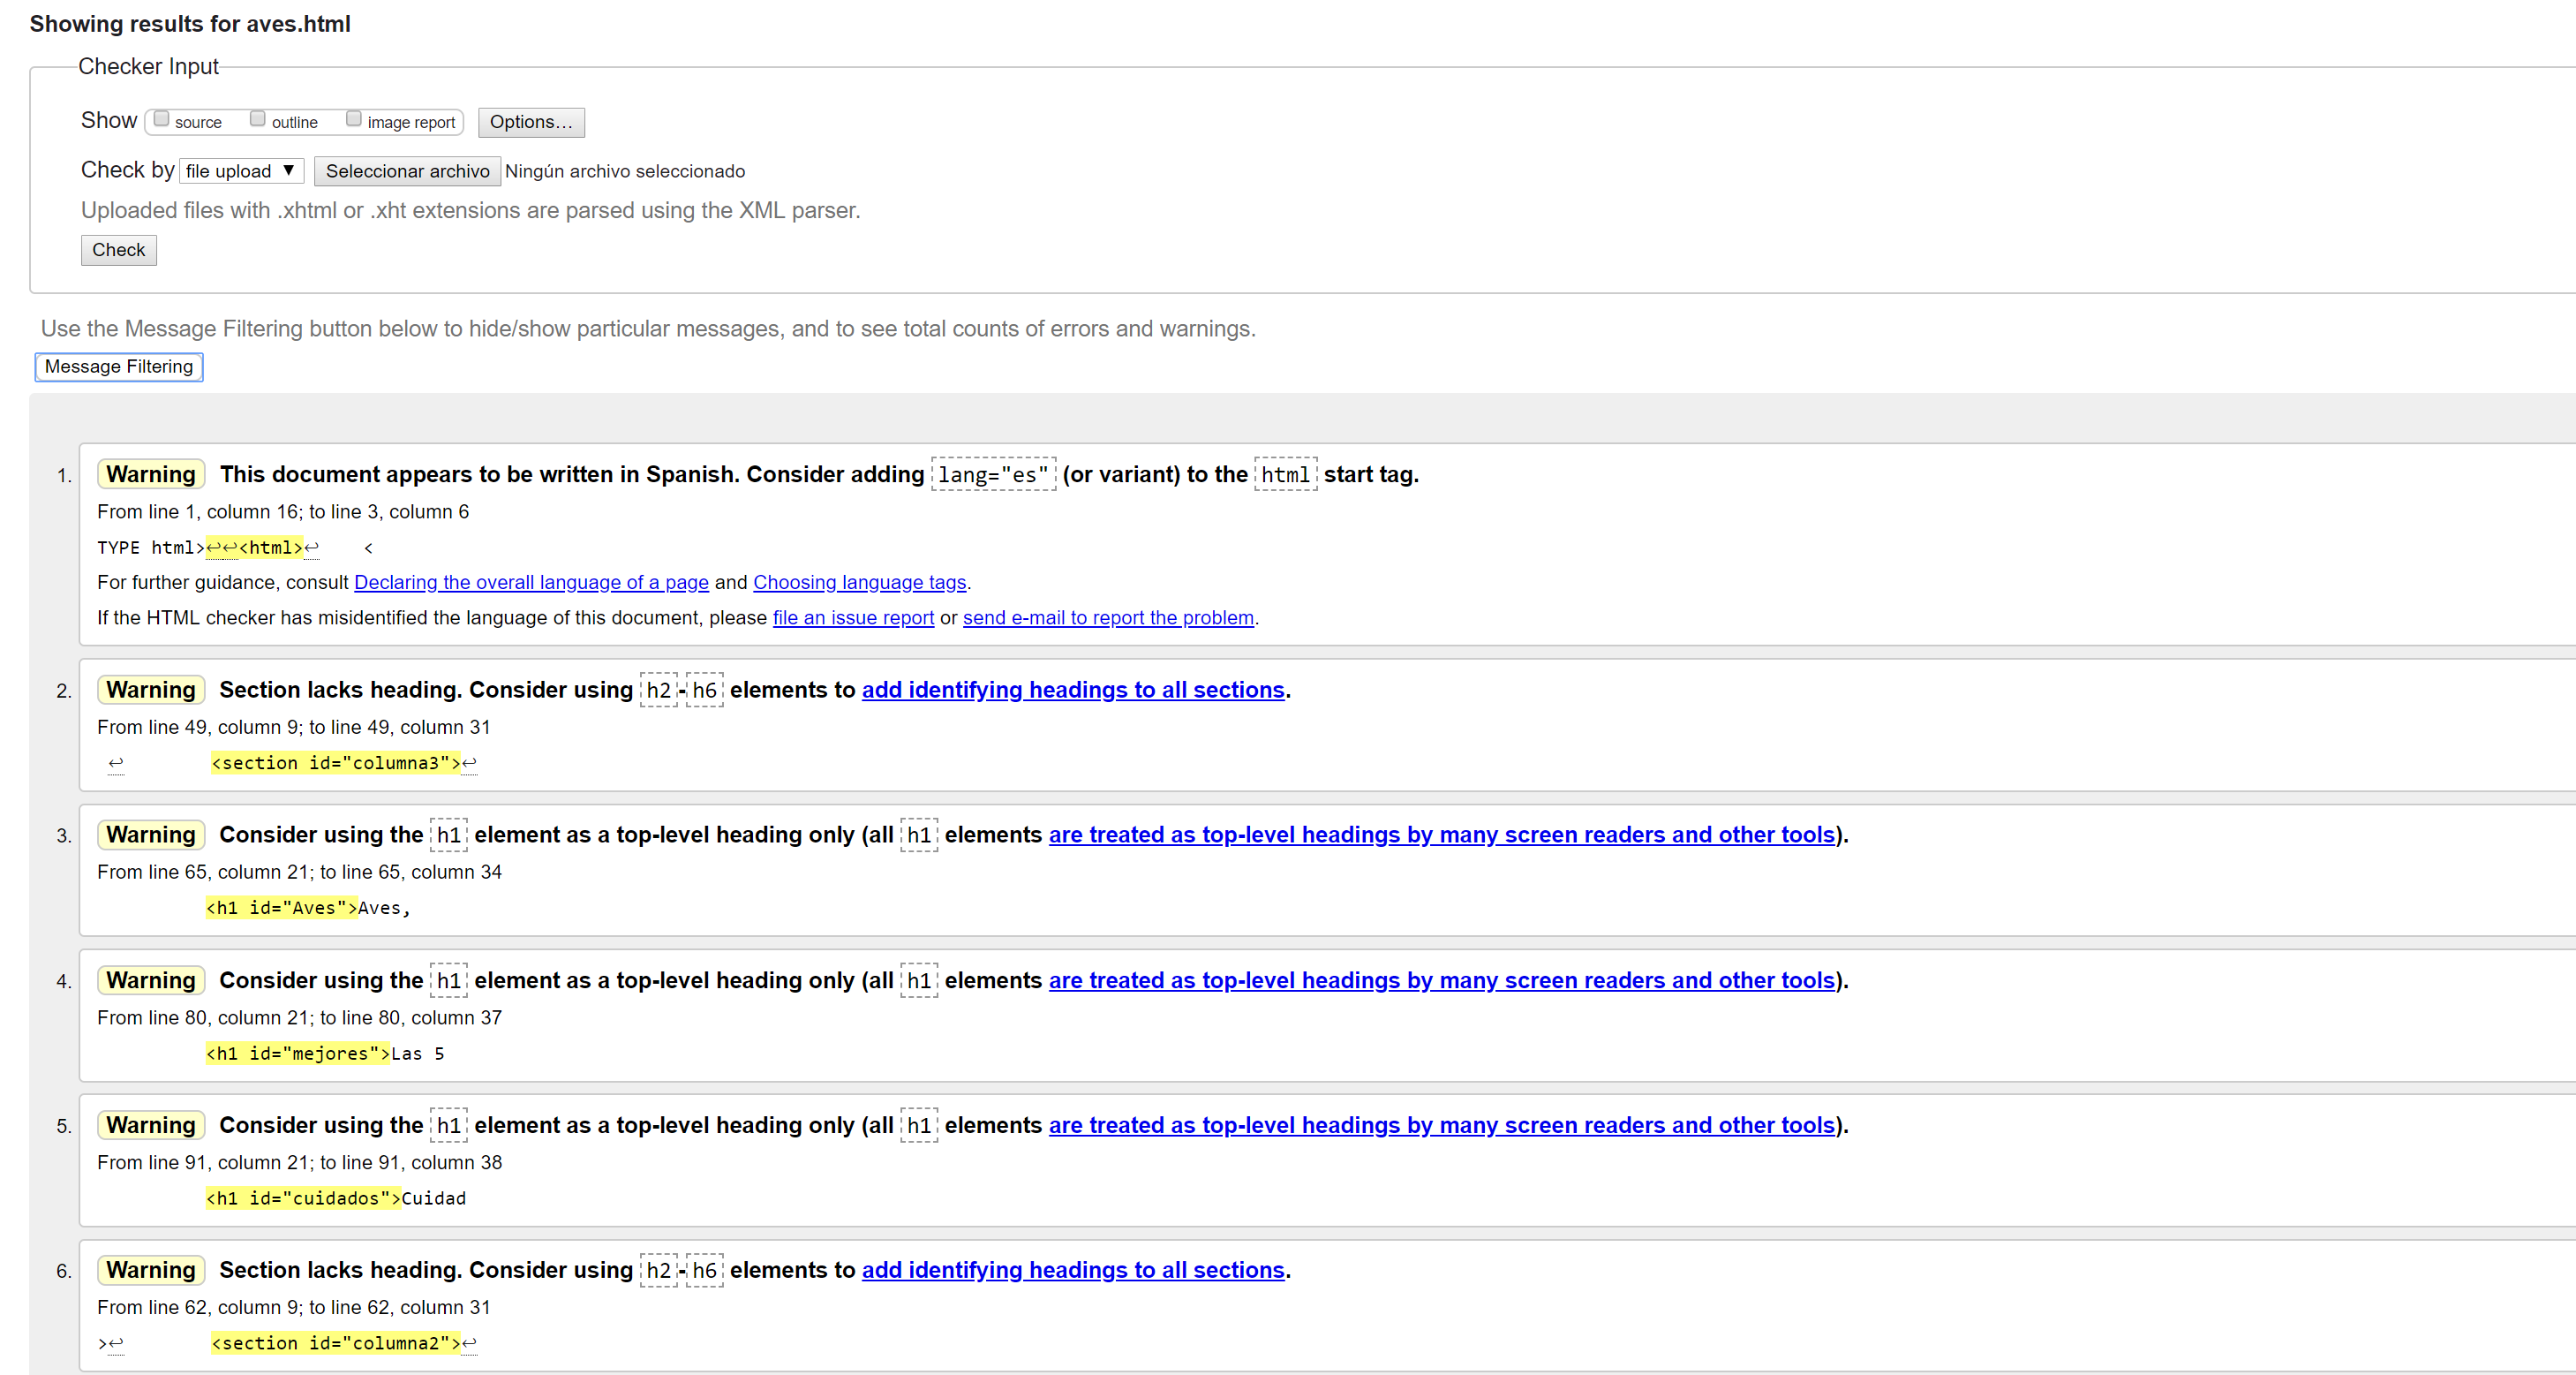 Showing results for aves.html
Checker Input
Show source outline image report Options...
Check by file upload ▼ Seleccionar archivo Ningún archivo seleccionado
Uploaded files with .xhtml or .xht extensions are parsed using the XML parser.
Check
Use the Message Filtering button below to hide/show particular messages, and to see total counts of errors and warnings.
Message Filtering
1. Warning This document appears to be written in Spanish. Consider adding lang="es" (or variant) to the html start tag.
From line 1, column 16; to line 3, column 6
TYPE html>↩↩<html>↩    <
For further guidance, consult Declaring the overall language of a page and Choosing language tags.
If the HTML checker has misidentified the language of this document, please file an issue report or send e-mail to report the problem.
2. Warning Section lacks heading. Consider using h2-h6 elements to add identifying headings to all sections.
From line 49, column 9; to line 49, column 31
↩        <section id="columna3">↩
3. Warning Consider using the h1 element as a top-level heading only (all h1 elements are treated as top-level headings by many screen readers and other tools).
From line 65, column 21; to line 65, column 34
<h1 id="Aves">Aves,
4. Warning Consider using the h1 element as a top-level heading only (all h1 elements are treated as top-level headings by many screen readers and other tools).
From line 80, column 21; to line 80, column 37
<h1 id="mejores">Las 5
5. Warning Consider using the h1 element as a top-level heading only (all h1 elements are treated as top-level headings by many screen readers and other tools).
From line 91, column 21; to line 91, column 38
<h1 id="cuidados">Cuidad
6. Warning Section lacks heading. Consider using h2-h6 elements to add identifying headings to all sections.
From line 62, column 9; to line 62, column 31
>↩        <section id="columna2">↩